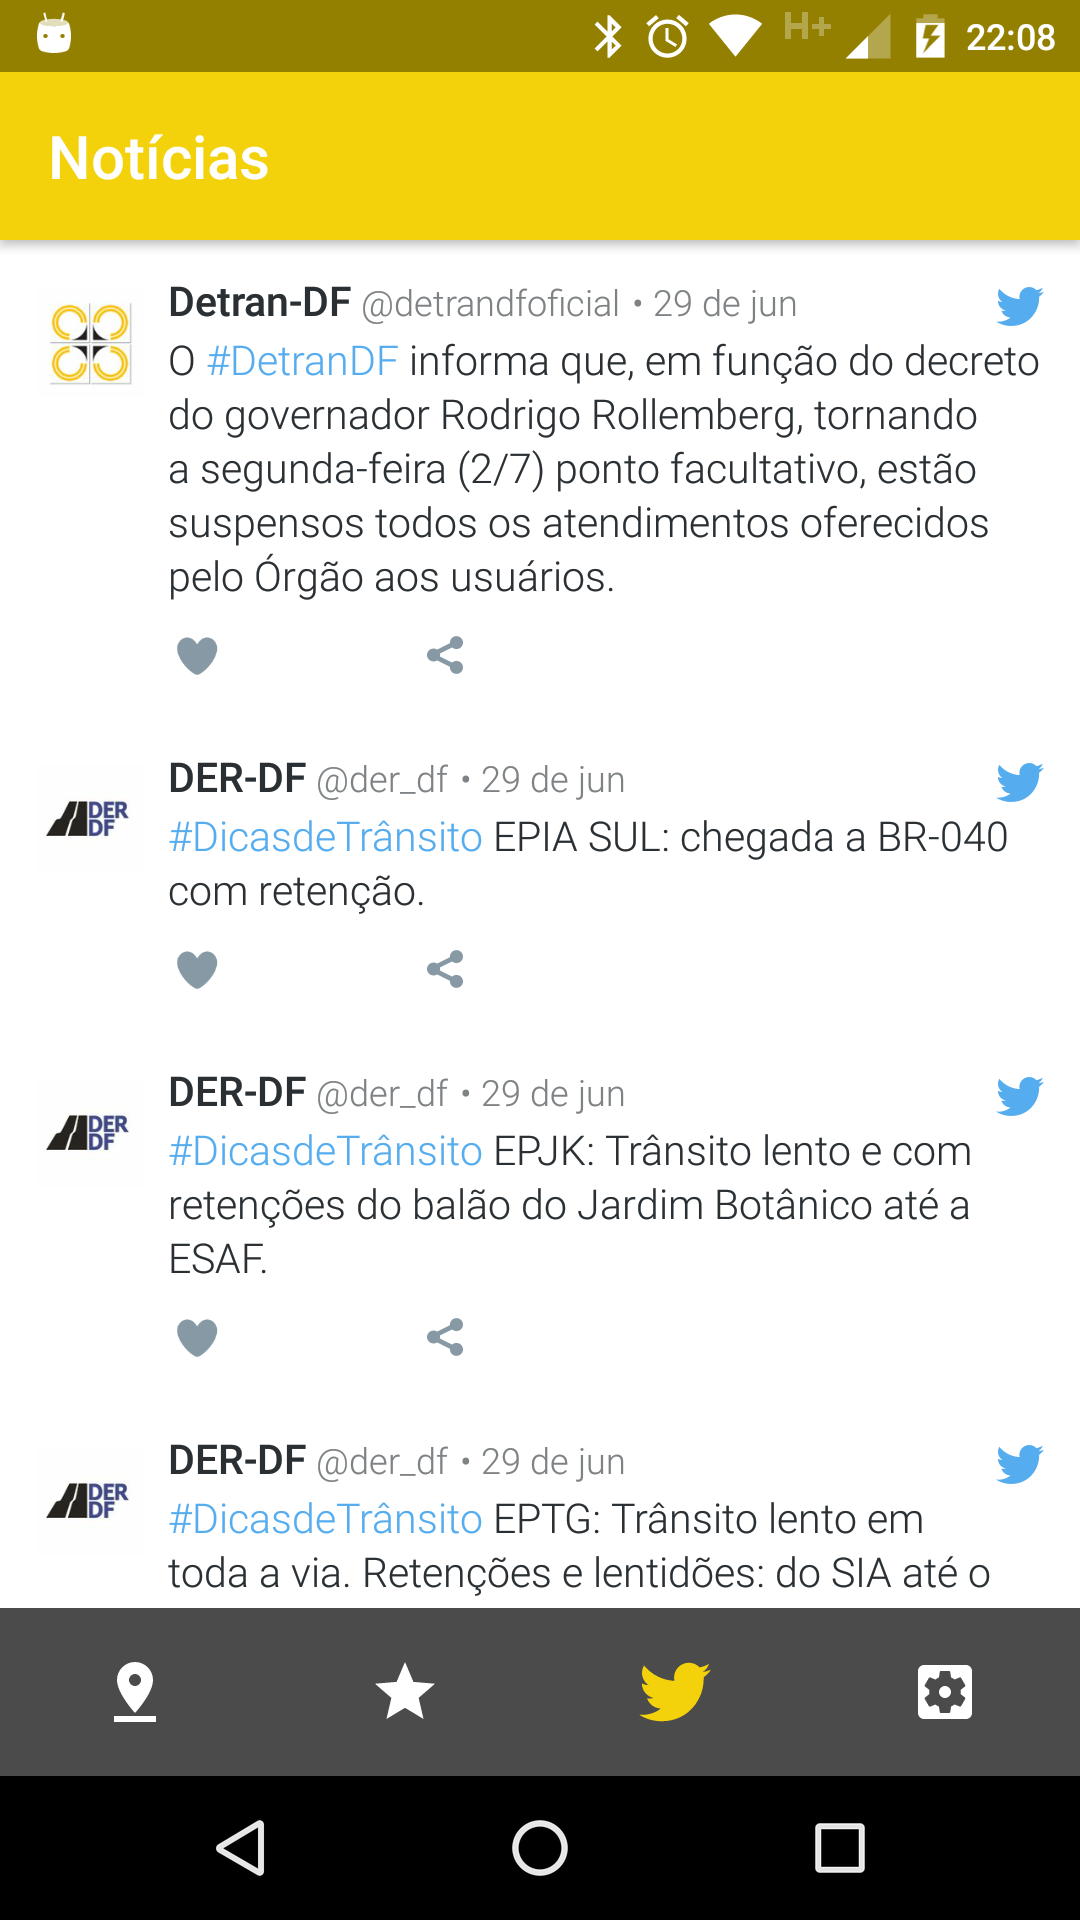 H+ 22:08
Notícias
Detran-DF @detrandfoficial • 29 de jun
O #DetranDF informa que, em função do decreto
do governador Rodrigo Rollemberg, tornando
a segunda-feira (2/7) ponto facultativo, estão
suspensos todos os atendimentos oferecidos
pelo Órgão aos usuários.
DER-DF @der_df • 29 de jun
DER
DF
#DicasdeTrânsito EPIA SUL: chegada a BR-040
com retenção.
DER-DF @der_df • 29 de jun
DER
DF
#DicasdeTrânsito EPJK: Trânsito lento e com
retenções do balão do Jardim Botânico até a
ESAF.
DER-DF @der_df • 29 de jun
DER
DF
#DicasdeTrânsito EPTG: Trânsito lento em
toda a via. Retenções e lentidões: do SIA até o